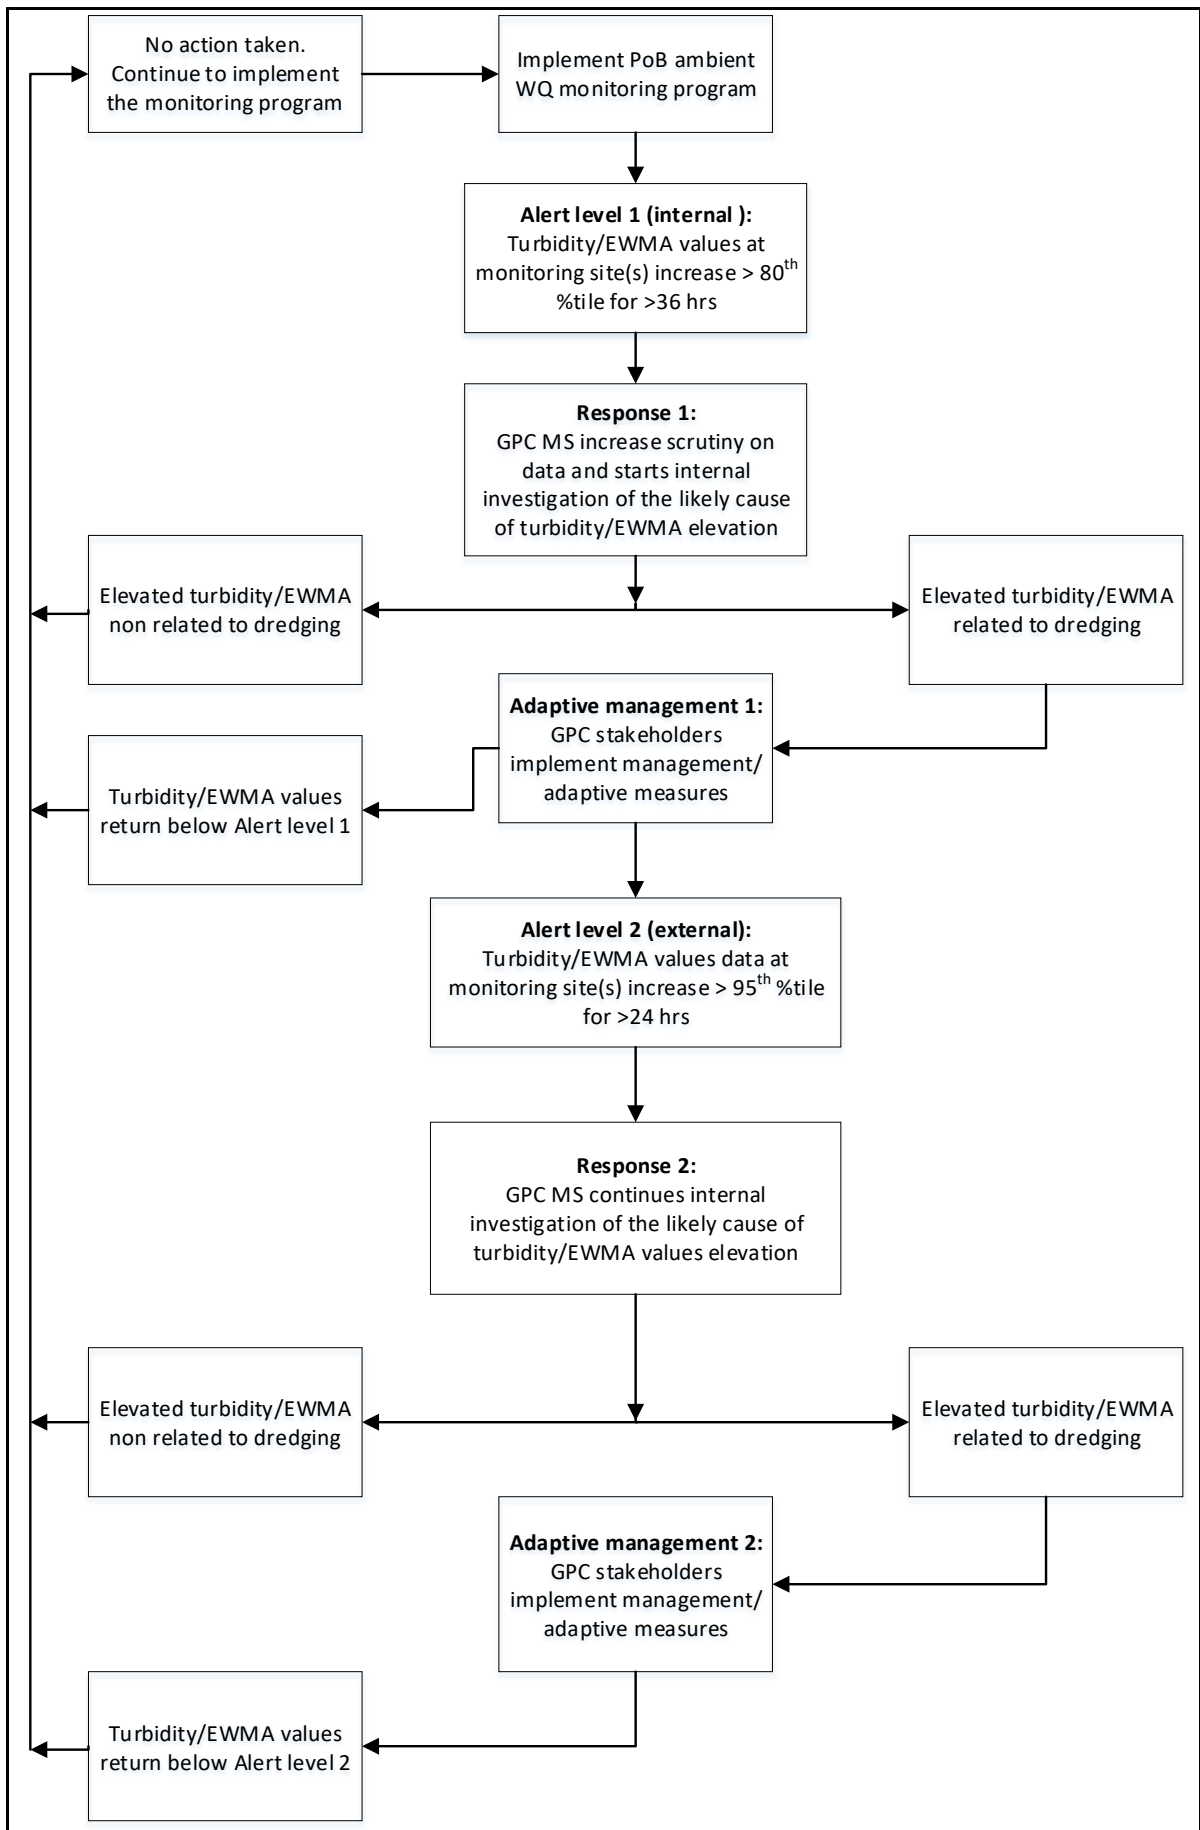 No action taken.
Continue to implement
the monitoring program
Implement PoB ambient
WQ monitoring program
Alert level 1 (internal ):
Turbidity/EWMA values at
monitoring site(s) increase > 80th
%tile for >36 hrs
Response 1:
GPC MS increase scrutiny on
data and starts internal
investigation of the likely cause
of turbidity/EWMA elevation
Elevated turbidity/EWMA
non related to dredging
Elevated turbidity/EWMA
related to dredging
Adaptive management 1:
GPC stakeholders
implement management/
adaptive measures
Turbidity/EWMA values
return below Alert level 1
Alert level 2 (external):
Turbidity/EWMA values data at
monitoring site(s) increase > 95th %tile
for >24 hrs
Response 2:
GPC MS continues internal
investigation of the likely cause of
turbidity/EWMA values elevation
Elevated turbidity/EWMA
non related to dredging
Elevated turbidity/EWMA
related to dredging
Adaptive management 2:
GPC stakeholders
implement management/
adaptive measures
Turbidity/EWMA values
return below Alert level 2